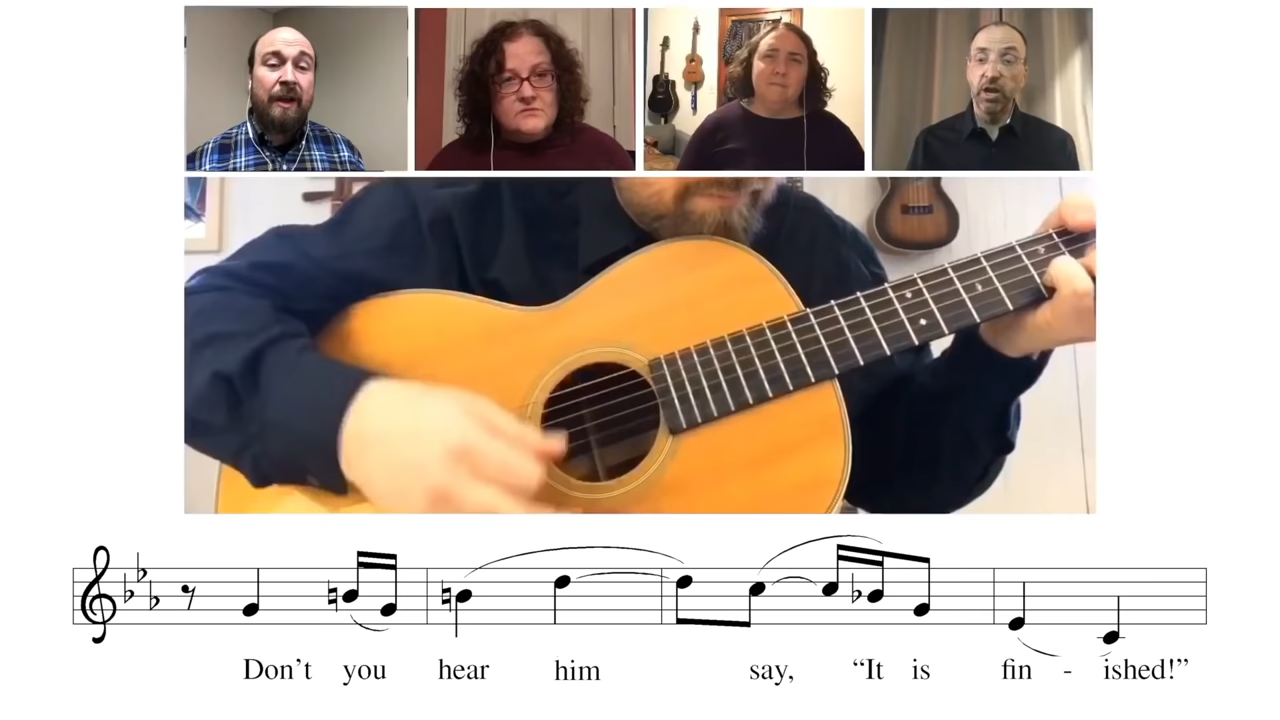 Don't you hear him say, “It is fin - ished!”